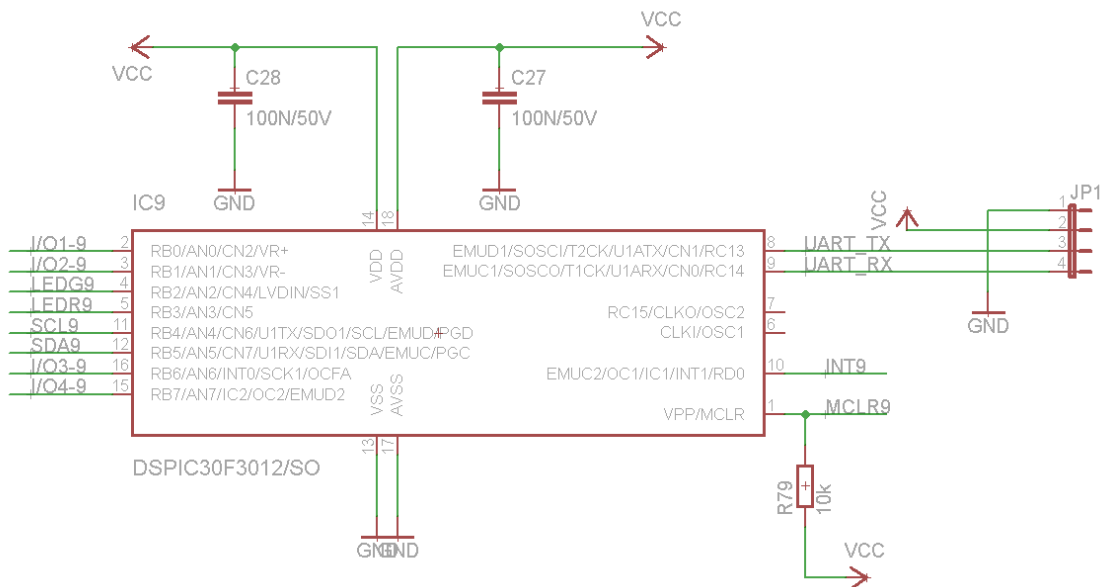 VCC
VCC
C28
100N/50V
C27
100N/50V
GND
GND
IC9
14
18
VDD
AVDD
I/O1-9 2 RB0/AN0/CN2/VR+
I/O2-9 3 RB1/AN1/CN3/VR-
LEDG9 4 RB2/AN2/CN4/LVDIN/SS1
LEDR9 5 RB3/AN3/CN5
SCL9 11 RB4/AN4/CN6/U1TX/SDO1/SCL/EMUD/PGD
SDA9 12 RB5/AN5/CN7/U1RX/SDI1/SDA/EMUC/PGC
I/O3-9 16 RB6/AN6/INT0/SCK1/OCFA
I/O4-9 15 RB7/AN7/IC2/OC2/EMUD2
EMUD1/SOSCI/T2CK/U1ATX/CN1/RC13 8 UART_TX
EMUC1/SOSCO/T1CK/U1ARX/CN0/RC14 9 UART_RX
RC15/CLKO/OSC2 7
CLKI/OSC1 6
EMUC2/OC1/IC1/INT1/RD0 10 INT9
VPP/MCLR 1 MCLR9
VSS
AVSS
13
17
DSPIC30F3012/SO
GND
GND
JP1
1
2
3
4
VCC
GND
R79
10k
VCC